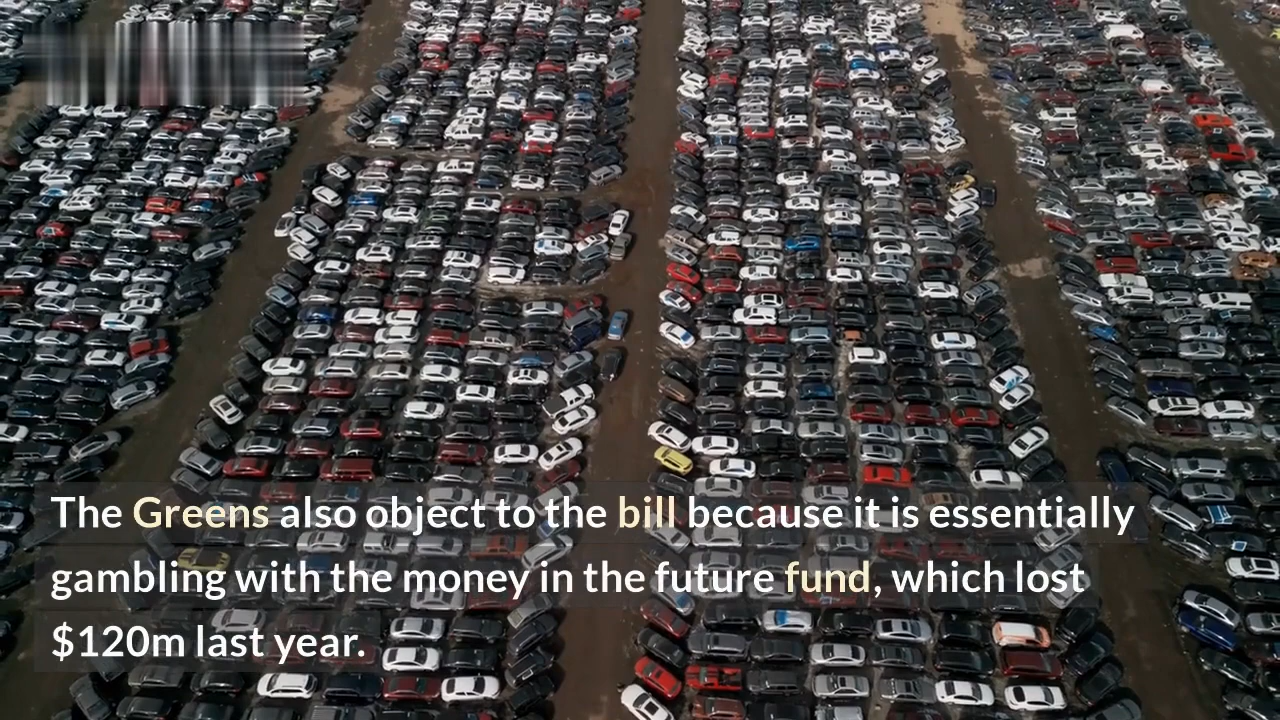 The Greens also object to the bill because it is essentially
gambling with the money in the future fund, which lost
$120m last year.